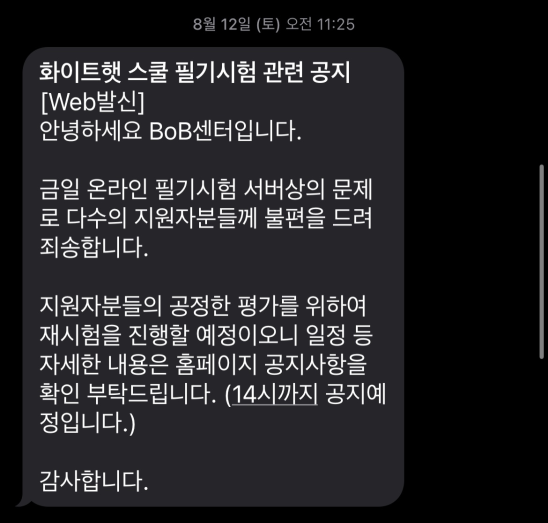 8월 12일 (토) 오전 11:25
화이트햇 스쿨 필기시험 관련 공지
[Web발신]
안녕하세요 BoB센터입니다.
금일 온라인 필기시험 서버상의 문제
로 다수의 지원자분들께 불편을 드려
죄송합니다.
지원자분들의 공정한 평가를 위하여
재시험을 진행할 예정이오니 일정 등
자세한 내용은 홈페이지 공지사항을
확인 부탁드립니다. (14시까지 공지예
정입니다.)
감사합니다.